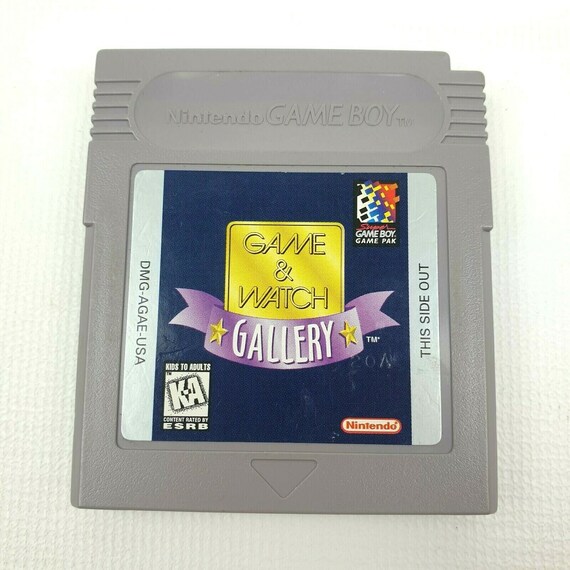 Nintendo GAME BOY TM
Super
GAME BOY
GAME PAK
GAME
&
WATCH
GALLERY
TM
DMG-AGAE-USA
THIS SIDE OUT
KIDS TO ADULTS
K-A
CONTENT RATED BY
ESRB
Nintendo